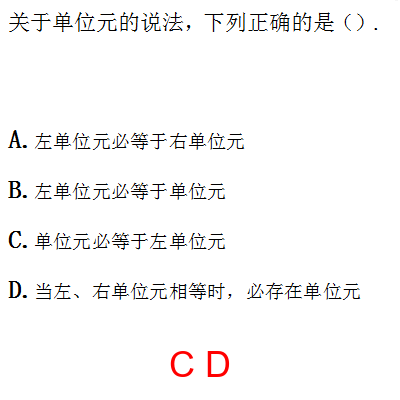 关于单位元的说法，下列正确的是（）.
A. 左单位元必等于右单位元
B. 左单位元必等于单位元
C. 单位元必等于左单位元
D. 当左、右单位元相等时，必存在单位元
C D